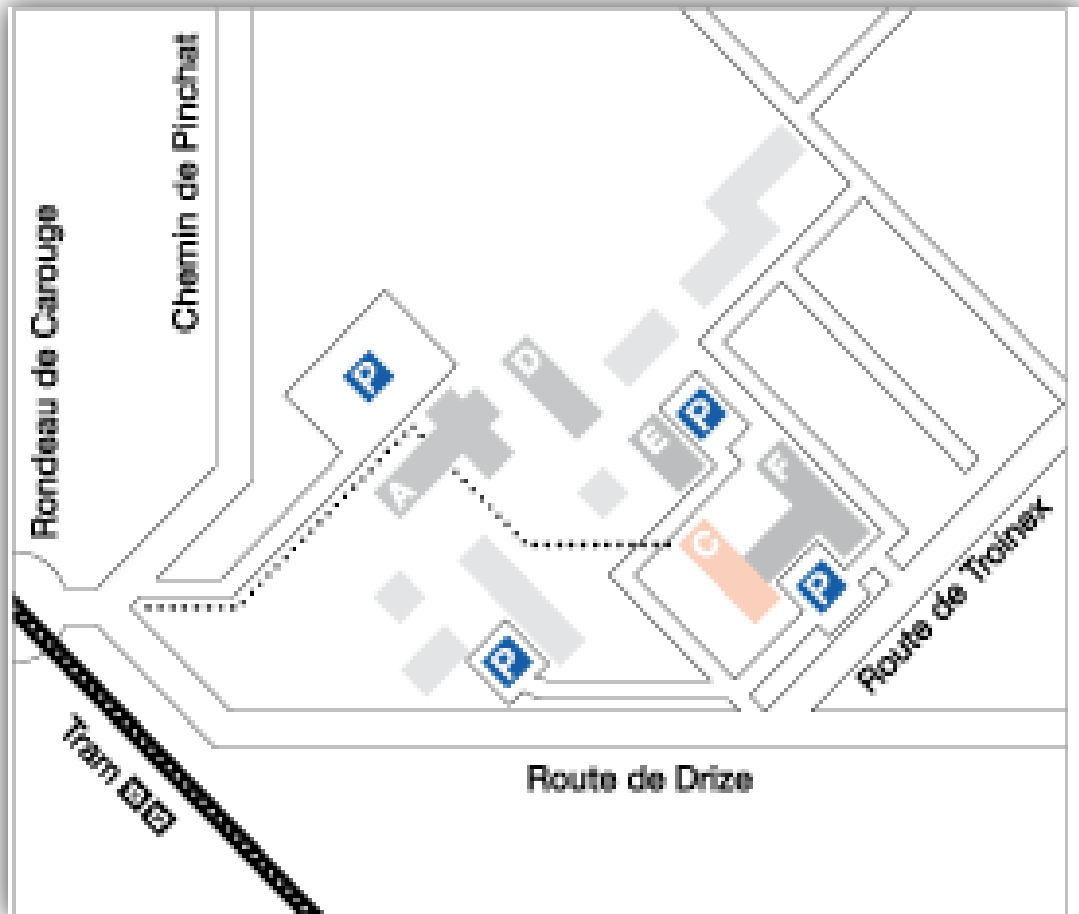 Rondeau de Carouge
Chemin de Pinchat
P
D
P
B
A
F
C
P
P
Route de Troinex
Tram
Route de Drize